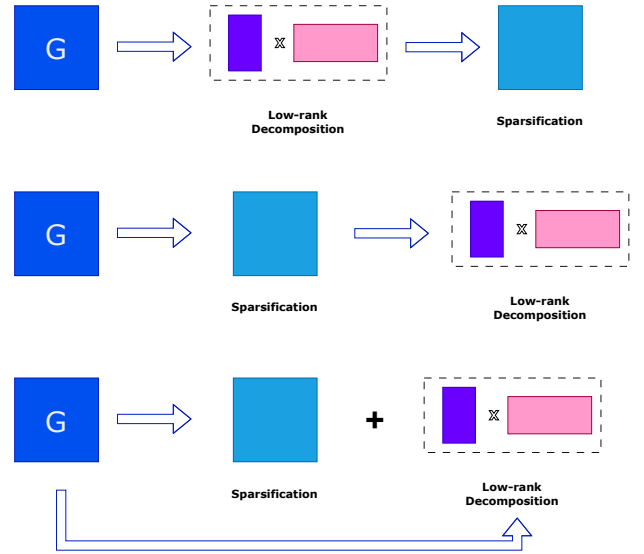 G
x
Low-rank
Decomposition
Sparsification
G
Sparsification
x
Low-rank
Decomposition
G
Sparsification
+
x
Low-rank
Decomposition